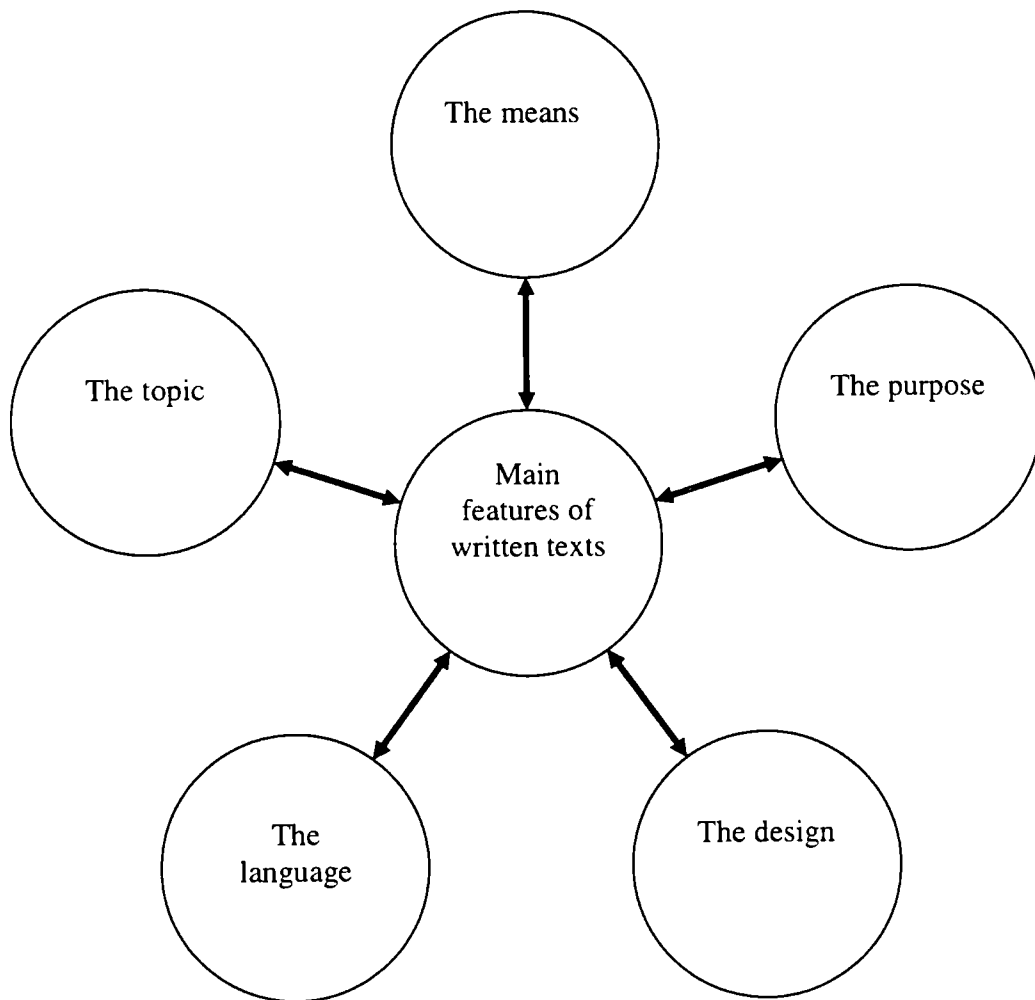 The means
The topic
The purpose
Main
features of
written texts
The
language
The design